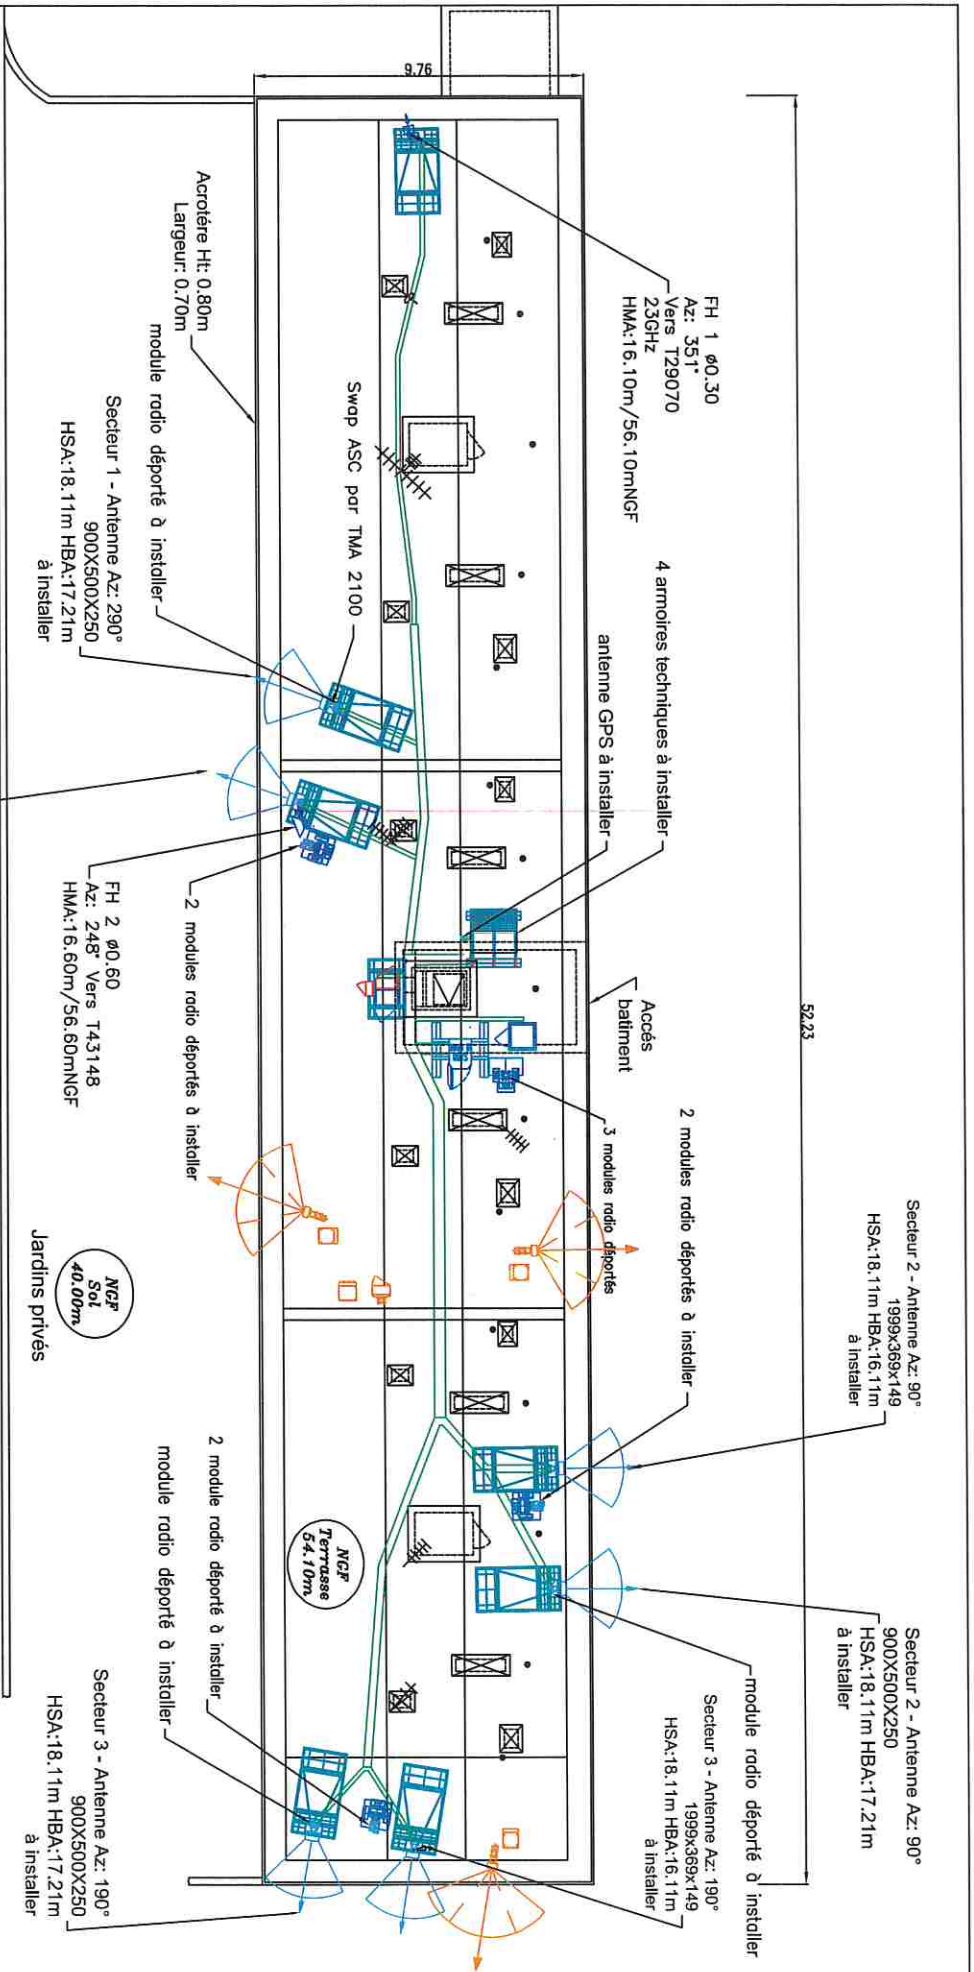 9.76
52.23
FH 1 ø0.30
Az: 351°
Vers T29070
23GHz
HMA:16.10m/56.10mNGF
4 armoires techniques à installer
antenne GPS à installer
Accés
batiment
3 modules radio déportés
2 modules radio déportés à installer
Secteur 2 - Antenne Az: 90°
1999x369x149
HSA:18.11m HBA:16.11m
à installer
Secteur 2 - Antenne Az: 90°
900X500X250
HSA:18.11m HBA:17.21m
à installer
module radio déporté à installer
Secteur 3 - Antenne Az: 190°
1999x369x149
HSA:18.11m HBA:16.11m
à installer
Swap ASC par TMA 2100
Acrotére Ht: 0.80m
Largeur: 0.70m
module radio déporté à installer
Secteur 1 - Antenne Az: 290°
900X500X250
HSA:18.11m HBA:17.21m
à installer
2 modules radio déportés à installer
FH 2 ø0.60
Az: 248° Vers T43148
HMA:16.60m/56.60mNGF
NGF
Sol
40.00m
Jardins privés
NGF
Terrasse
54.10m
2 module radio déporté à installer
module radio déporté à installer
Secteur 3 - Antenne Az: 190°
900X500X250
HSA:18.11m HBA:17.21m
à installer